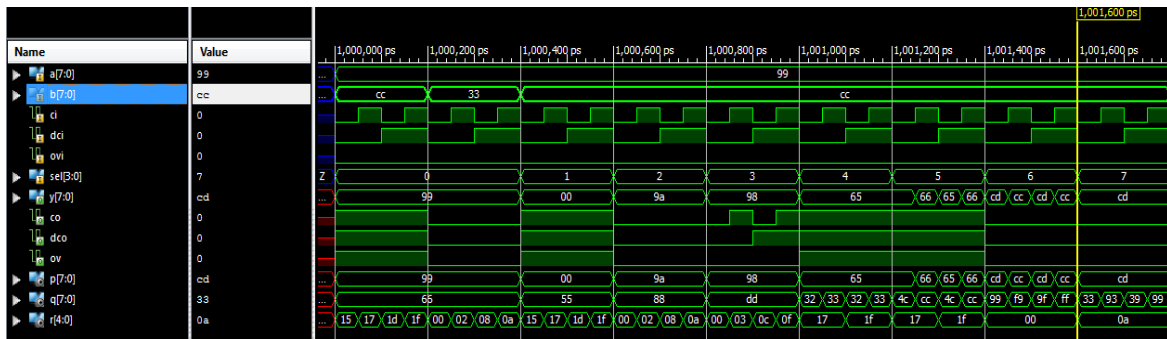 1,001,600 ps
Name Value 1,000,000 ps 1,000,200 ps 1,000,400 ps 1,000,600 ps 1,000,800 ps 1,001,000 ps 1,001,200 ps 1,001,400 ps 1,001,600 ps
a[7:0] 99 ... 99
b[7:0] cc ... cc 33 cc
ci 0
dci 0
ovi 0
sel[3:0] 7 Z 0 1 2 3 4 5 6 7
y[7:0] cd ... 99 00 9a 98 65 66 65 66 cd cc cd cc cd
co 0
dco 0
ov 0
p[7:0] cd ... 99 00 9a 98 65 66 65 66 cd cc cd cc cd
q[7:0] 33 ... 66 55 88 dd 32 33 32 33 4c cc 4c cc 99 f9 9f ff 33 93 39 99
r[4:0] 0a ... 15 17 1d 1f 00 02 08 0a 15 17 1d 1f 00 02 08 0a 00 03 0c 0f 17 1f 17 1f 00 0a